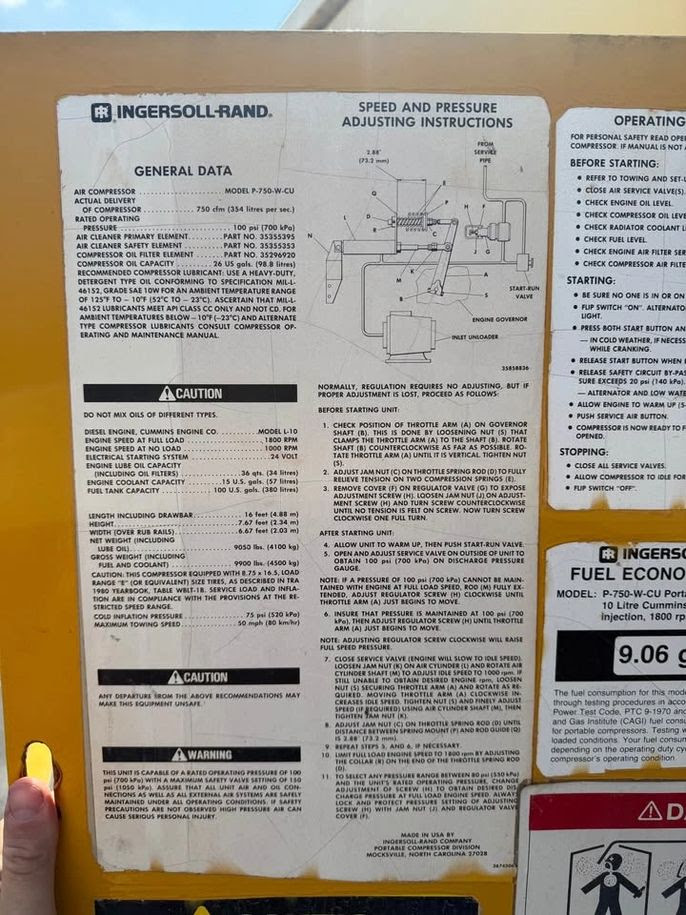 INGERSOLL-RAND®
GENERAL DATA
AIR COMPRESSOR ........ MODEL P-750-W-CU
ACTUAL DELIVERY
OF COMPRESSOR ........ 750 cfm (354 litres per sec.)
RATED OPERATING
PRESSURE ........ 100 psi (700 kPa)
AIR CLEANER PRIMARY ELEMENT ........ PART NO. 35355395
AIR CLEANER SAFETY ELEMENT ........ PART NO. 35355353
COMPRESSOR OIL FILTER ELEMENT ........ PART NO. 35296920
COMPRESSOR OIL CAPACITY ........ 26 US gals. (98.8 litres)
RECOMMENDED COMPRESSOR LUBRICANT: USE A HEAVY-DUTY,
DETERGENT TYPE OIL CONFORMING TO SPECIFICATION MIL-L-
46152, GRADE SAE 10W FOR AN AMBIENT TEMPERATURE RANGE
OF 125°F TO – 10°F (52°C TO – 23°C). ASCERTAIN THAT MIL-L-
46152 LUBRICANTS MEET API CLASS CC ONLY AND NOT CD. FOR
AMBIENT TEMPERATURES BELOW – 10°F (–23°C) AND ALTERNATE
TYPE COMPRESSOR LUBRICANTS CONSULT COMPRESSOR OP-
ERATING AND MAINTENANCE MANUAL.
CAUTION
DO NOT MIX OILS OF DIFFERENT TYPES.
DIESEL ENGINE, CUMMINS ENGINE CO. ........ MODEL L-10
ENGINE SPEED AT FULL LOAD ........ 1800 RPM
ENGINE SPEED AT NO LOAD ........ 1000 RPM
ELECTRICAL STARTING SYSTEM ........ 24 VOLT
ENGINE LUBE OIL CAPACITY
(INCLUDING OIL FILTERS) ........ 36 qts. (34 litres)
ENGINE COOLANT CAPACITY ........ 15 U.S. gals. (57 litres)
FUEL TANK CAPACITY ........ 100 U.S. gals. (380 litres)
LENGTH INCLUDING DRAWBAR ........ 16 feet (4.88 m)
HEIGHT ........ 7.67 feet (2.34 m)
WIDTH (OVER RUB RAILS) ........ 6.67 feet (2.03 m)
NET WEIGHT (INCLUDING
LUBE OIL) ........ 9050 lbs. (4100 kg)
GROSS WEIGHT (INCLUDING
FUEL AND COOLANT) ........ 9900 lbs. (4500 kg)
CAUTION: THIS COMPRESSOR EQUIPPED WITH 8.75 x 16.5, LOAD
RANGE "E" (OR EQUIVALENT) SIZE TIRES, AS DESCRIBED IN TRA
1980 YEARBOOK, TABLE WBLT-1B. SERVICE LOAD AND INFLA-
TION ARE IN COMPLIANCE WITH THE PROVISIONS AT THE RE-
STRICTED SPEED RANGE.
COLD INFLATION PRESSURE ........ 75 psi (520 kPa)
MAXIMUM TOWING SPEED ........ 50 mph (80 km/hr)
CAUTION
ANY DEPARTURE FROM THE ABOVE RECOMMENDATIONS MAY
MAKE THIS EQUIPMENT UNSAFE.
WARNING
THIS UNIT IS CAPABLE OF A RATED OPERATING PRESSURE OF 100
psi (700 kPa) WITH A MAXIMUM SAFETY VALVE SETTING OF 150
psi (1050 kPa). ASSURE THAT ALL UNIT AND OIL CON-
NECTIONS AS WELL AS ALL EXTERNAL AIR SYSTEMS ARE SAFELY
MAINTAINED UNDER ALL OPERATING CONDITIONS. IF SAFETY
PRECAUTIONS ARE NOT OBSERVED HIGH PRESSURE AIR CAN
CAUSE SERIOUS PERSONAL INJURY.
SPEED AND PRESSURE
ADJUSTING INSTRUCTIONS
2.88"
(73.2 mm)
FROM
SERVICE
PIPE
Q
E
D
P
R
H
F
L
N
C
J
G
K
M
A
B
S
START-RUN
VALVE
ENGINE GOVERNOR
INLET UNLOADER
35858836
NORMALLY, REGULATION REQUIRES NO ADJUSTING, BUT IF
PROPER ADJUSTMENT IS LOST, PROCEED AS FOLLOWS:
BEFORE STARTING UNIT:
1. CHECK POSITION OF THROTTLE ARM (A) ON GOVERNOR
SHAFT (B). THIS IS DONE BY LOOSENING NUT (S) THAT
CLAMPS THE THROTTLE ARM (A) TO THE SHAFT (B). ROTATE
SHAFT (B) COUNTERCLOCKWISE AS FAR AS POSSIBLE. RO-
TATE THROTTLE ARM (A) UNTIL IT IS VERTICAL. TIGHTEN NUT
(S).
2. ADJUST JAM NUT (C) ON THROTTLE SPRING ROD (D) TO FULLY
RELIEVE TENSION ON TWO COMPRESSION SPRINGS (E).
3. REMOVE COVER (F) ON REGULATOR VALVE (G) TO EXPOSE
ADJUSTMENT SCREW (H). LOOSEN JAM NUT (J) ON ADJUST-
MENT SCREW (H) AND TURN SCREW COUNTERCLOCKWISE
UNTIL NO TENSION IS FELT ON SCREW. NOW TURN SCREW
CLOCKWISE ONE FULL TURN.
AFTER STARTING UNIT:
4. ALLOW UNIT TO WARM UP, THEN PUSH START-RUN VALVE.
5. OPEN AND ADJUST SERVICE VALVE ON OUTSIDE OF UNIT TO
OBTAIN 100 psi (700 kPa) ON DISCHARGE PRESSURE
GAUGE.
NOTE: IF A PRESSURE OF 100 psi (700 kPa) CANNOT BE MAIN-
TAINED WITH ENGINE AT FULL LOAD SPEED, ROD (M) FULLY EX-
TENDED, ADJUST REGULATOR SCREW (H) CLOCKWISE UNTIL
THROTTLE ARM (A) JUST BEGINS TO MOVE.
6. INSURE THAT PRESSURE IS MAINTAINED AT 100 psi (700
kPa), THEN ADJUST REGULATOR SCREW (H) UNTIL THROTTLE
ARM (A) JUST BEGINS TO MOVE.
NOTE: ADJUSTING REGULATOR SCREW CLOCKWISE WILL RAISE
FULL SPEED PRESSURE.
7. CLOSE SERVICE VALVE (ENGINE WILL SLOW TO IDLE SPEED).
LOOSEN JAM NUT (K) ON AIR CYLINDER (L) AND ROTATE AIR
CYLINDER SHAFT (M) TO ADJUST IDLE SPEED TO 1000 rpm. IF
STILL UNABLE TO OBTAIN DESIRED ENGINE rpm, LOOSEN
NUT (S) SECURING THROTTLE ARM (A) AND ROTATE AS RE-
QUIRED. MOVING THROTTLE ARM (A) CLOCKWISE IN-
CREASES IDLE SPEED. TIGHTEN NUT (S) AND FINELY ADJUST
SPEED (IF REQUIRED) USING AIR CYLINDER SHAFT (M), THEN
TIGHTEN JAM NUT (K).
8. ADJUST JAM NUT (C) ON THROTTLE SPRING ROD (D) UNTIL
DISTANCE BETWEEN SPRING MOUNT (P) AND ROD GUIDE (Q)
IS 2.88" (73.2 mm).
9. REPEAT STEPS 5, AND 6, IF NECESSARY.
10. LIMIT FULL LOAD ENGINE SPEED TO 1800 rpm BY ADJUSTING
THE COLLAR (R) ON THE END OF THE THROTTLE SPRING ROD
(D).
11. TO SELECT ANY PRESSURE RANGE BETWEEN 80 psi (550 kPa)
AND THE UNIT'S RATED OPERATING PRESSURE, CHANGE
ADJUSTMENT OF SCREW (H) TO OBTAIN DESIRED DIS-
CHARGE PRESSURE AT FULL LOAD ENGINE SPEED. ALWAYS
LOCK AND PROTECT PRESSURE SETTING OF ADJUSTING
SCREW (H) WITH JAM NUT (J) AND REGULATOR VALVE
COVER (F).
MADE IN USA BY
INGERSOLL-RAND COMPANY
PORTABLE COMPRESSOR DIVISION
MOCKSVILLE, NORTH CAROLINA 27028
OPERATING
FOR PERSONAL SAFETY READ OPE
COMPRESSOR. IF MANUAL IS NOT A
BEFORE STARTING:
• REFER TO TOWING AND SET-U
• CLOSE AIR SERVICE VALVE(S).
• CHECK ENGINE OIL LEVEL.
• CHECK COMPRESSOR OIL LEVE
• CHECK RADIATOR COOLANT L
• CHECK FUEL LEVEL.
• CHECK ENGINE AIR FILTER SER
• CHECK COMPRESSOR AIR FILT
STARTING:
• BE SURE NO ONE IS IN OR ON
• FLIP SWITCH "ON". ALTERNATO
LIGHT.
• PRESS BOTH START BUTTON AN
— IN COLD WEATHER, IF NECESS
WHILE CRANKING.
• RELEASE START BUTTON WHEN E
• RELEASE SAFETY CIRCUIT BY-PAS
SURE EXCEEDS 20 psi (140 kPa).
— ALTERNATOR AND LOW WATE
• ALLOW ENGINE TO WARM UP (5-
• PUSH SERVICE AIR BUTTON.
• COMPRESSOR IS NOW READY TO F
OPENED.
STOPPING:
• CLOSE ALL SERVICE VALVES.
• ALLOW COMPRESSOR TO IDLE FOR
• FLIP SWITCH "OFF".
INGERSO
FUEL ECONO
MODEL: P-750-W-CU Porta
10 Litre Cummins
injection, 1800 rp
9.06 g
The fuel consumption for this mode
through testing procedures in acco
Power Test Code, PTC 9-1970 and
and Gas Institute (CAGI) fuel consu
for portable compressors. Testing w
loaded conditions. Your fuel consum
depending on the operating duty cyc
compressor's operating condition.
DA